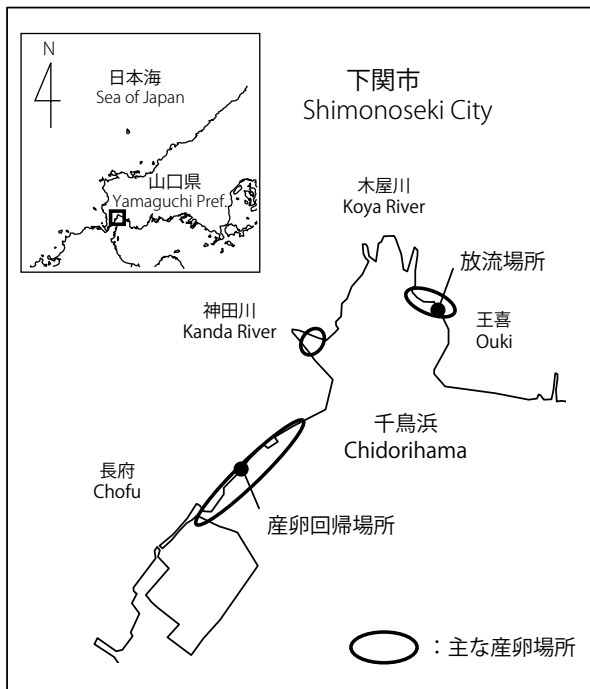 N
日本海
Sea of Japan
山口県
Yamaguchi Pref.
下関市
Shimonoseki City
木屋川
Koya River
放流場所
王喜
Ouki
神田川
Kanda River
千鳥浜
Chidorihama
長府
Chofu
産卵回帰場所
：主な産卵場所